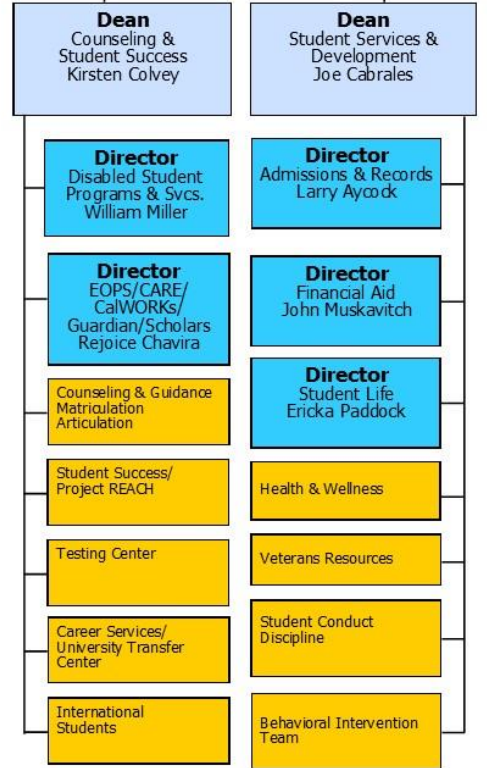 Dean
Counseling &
Student Success
Kirsten Colvey
Director
Disabled Student
Programs & Svcs.
William Miller
Director
EOPS/CARE/
CalWORKs/
Guardian/Scholars
Rejoice Chavira
Counseling & Guidance
Matriculation
Articulation
Student Success/
Project REACH
Testing Center
Career Services/
University Transfer
Center
International
Students
Dean
Student Services &
Development
Joe Cabrales
Director
Admissions & Records
Larry Aycock
Director
Financial Aid
John Muskavitch
Director
Student Life
Ericka Paddock
Health & Wellness
Veterans Resources
Student Conduct
Discipline
Behavioral Intervention
Team